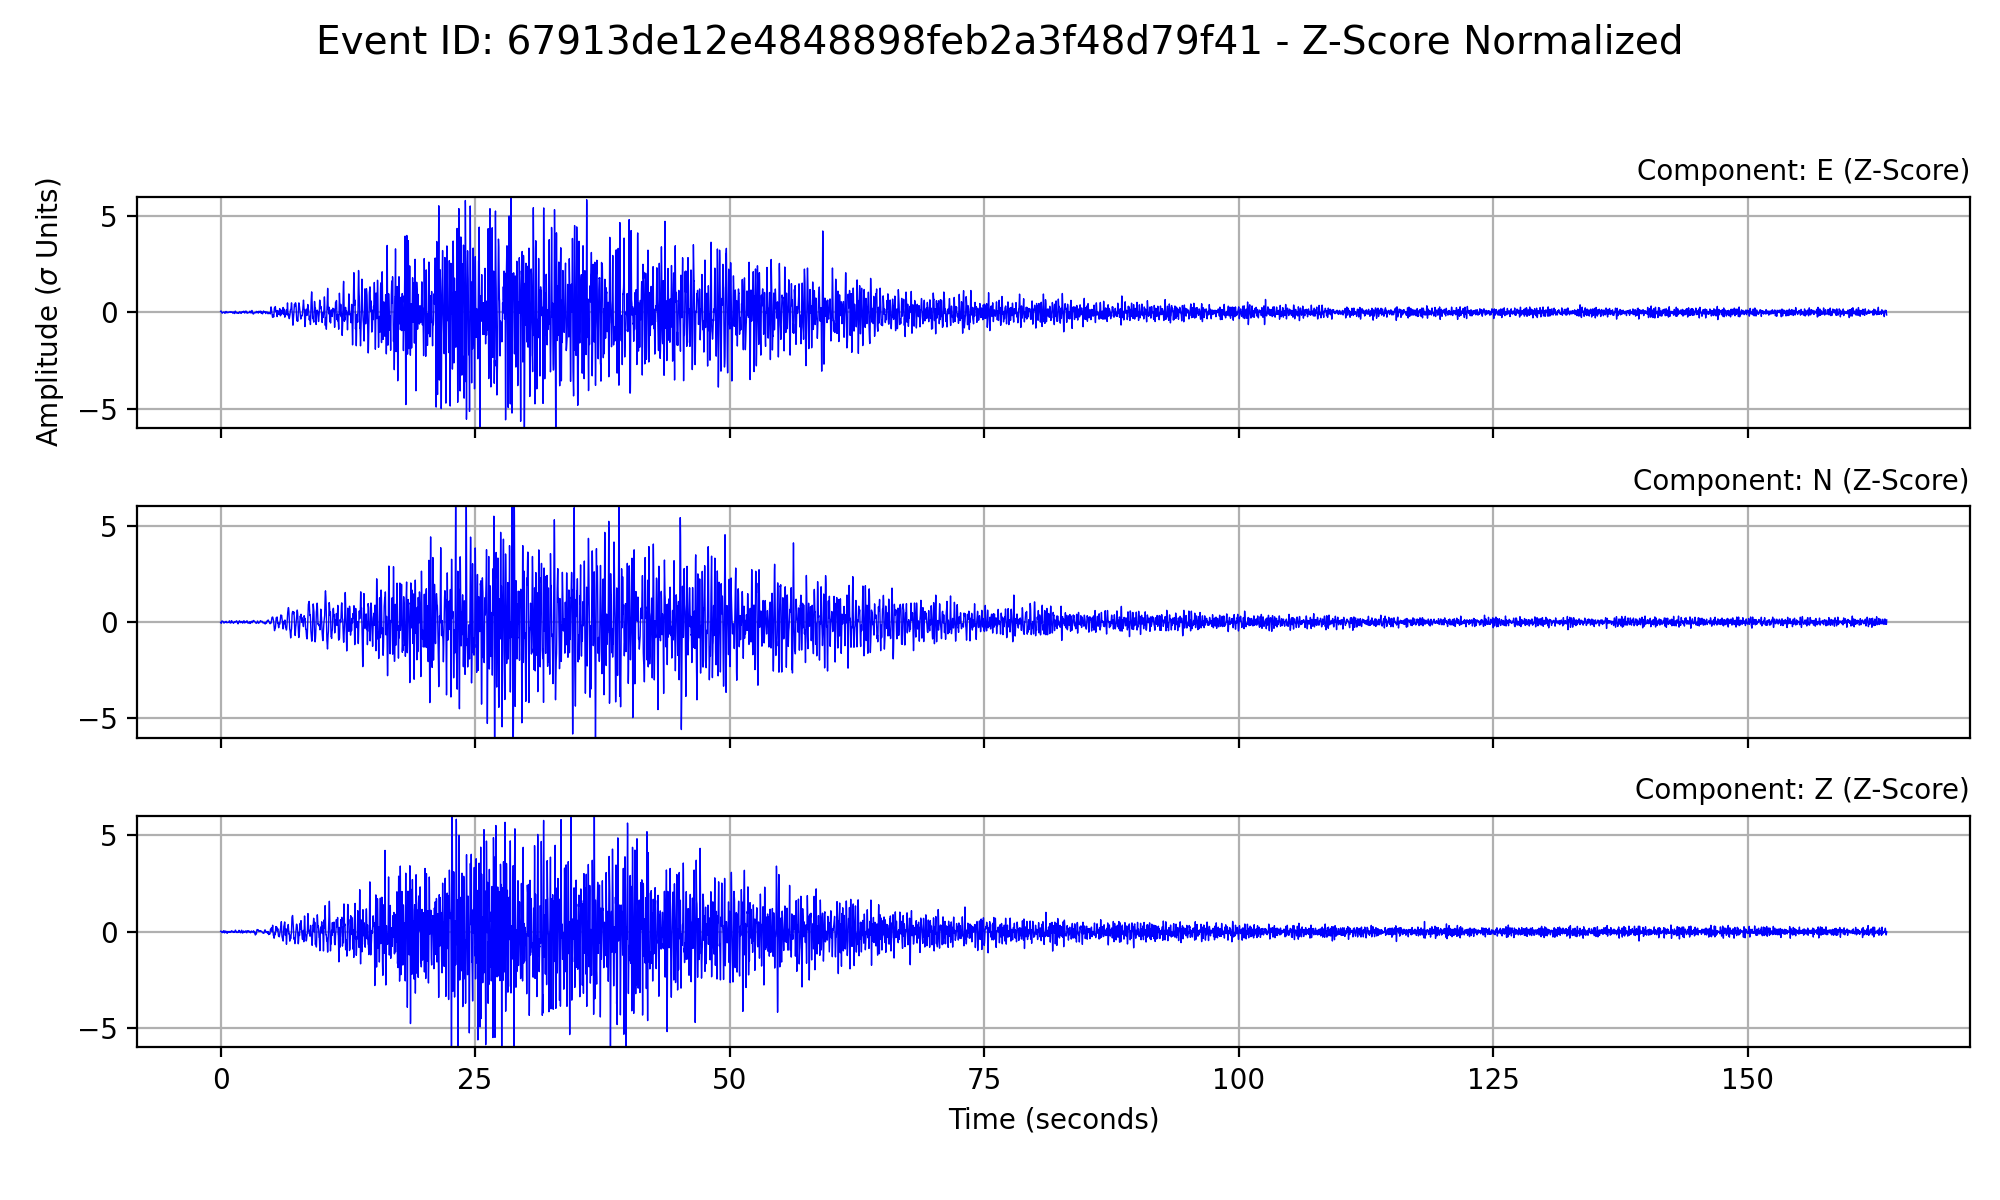 Event ID: 67913de12e4848898feb2a3f48d79f41 - Z-Score Normalized
Component: E (Z-Score)
Amplitude (σ Units)
5
0
−5
Component: N (Z-Score)
5
0
−5
Component: Z (Z-Score)
5
0
−5
0 25 50 75 100 125 150
Time (seconds)